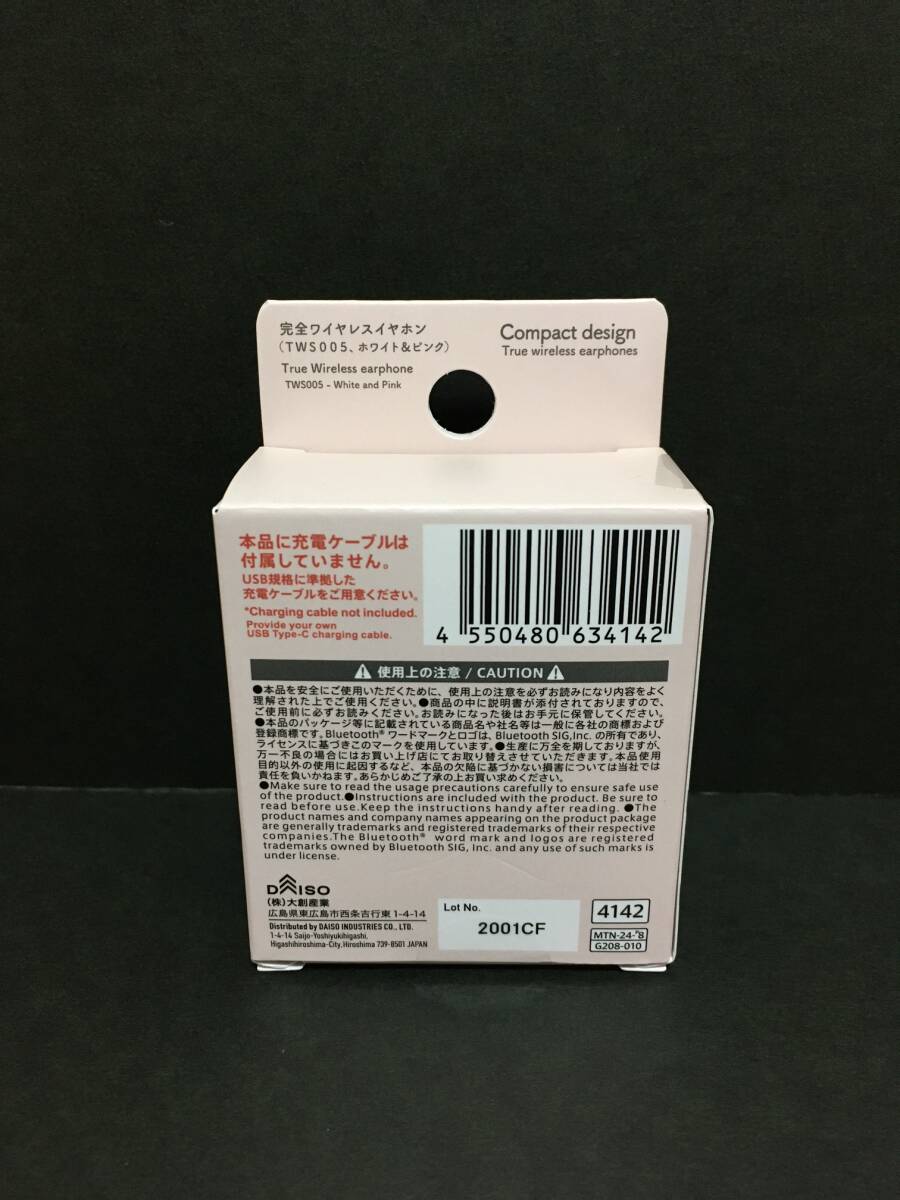 完全ワイヤレスイヤホン
(TWS005、ホワイト&ピンク)
True Wireless earphone
TWS005 - White and Pink
Compact design
True wireless earphones
本品に充電ケーブルは
付属していません。
USB規格に準拠した
充電ケーブルをご用意ください。
*Charging cable not included.
Provide your own
USB Type-C charging cable.
4 550480 634142
使用上の注意 / CAUTION
●本品を安全にご使用いただくために、使用上の注意を必ずお読みになり内容をよく
理解された上でご使用ください。●商品の中に説明書が添付されておりますので、
ご使用前に必ずお読みください。お読みになった後はお手元に保管してください。
●本品のパッケージ等に記載されている商品名や社名等は一般に各社の商標および
登録商標です。Bluetooth® ワードマークとロゴは、Bluetooth SIG,Inc. の所有であり、
ライセンスに基づきこのマークを使用しています。●生産に万全を期しておりますが、
万一不良の場合にはお買い上げ店にてお取り替えさせていただきます。本品使用
目的以外の使用に起因するなど、本品の欠陥に基づかない損害については当社では
責任を負いかねます。あらかじめご了承の上お買い求めください。
●Make sure to read the usage precautions carefully to ensure safe use
of the product.●Instructions are included with the product. Be sure to
read before use.Keep the instructions handy after reading. ●The
product names and company names appearing on the product package
are generally trademarks and registered trademarks of their respective
companies.The Bluetooth® word mark and logos are registered
trademarks owned by Bluetooth SIG, Inc. and any use of such marks is
under license.
DAISO
(株)大創産業
広島県東広島市西条吉行東1-4-14
Distributed by DAISO INDUSTRIES CO., LTD.
1-4-14 Saijo-Yoshiyukihigashi,
Higashihiroshima-City,Hiroshima 739-8501 JAPAN
Lot No.
2001CF
4142
MTN-24-8
G208-010